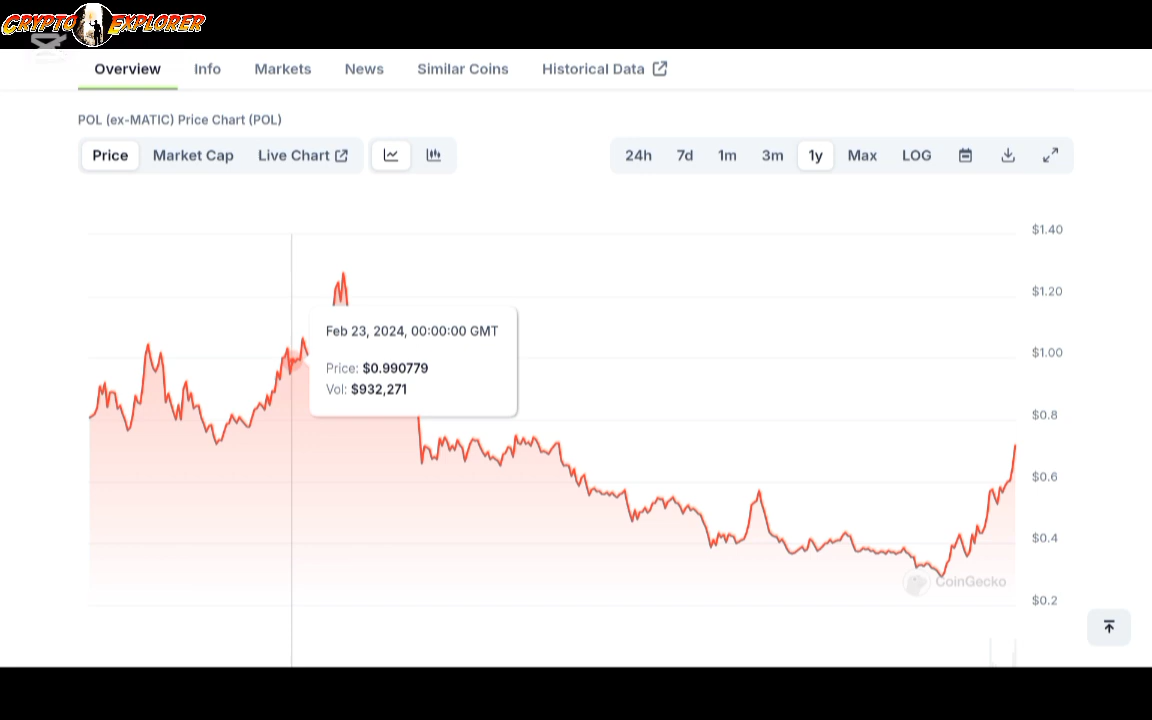 CRYPTO EXPLORER
Overview Info Markets News Similar Coins Historical Data
POL (ex-MATIC) Price Chart (POL)
Price Market Cap Live Chart 24h 7d 1m 3m 1y Max LOG
$1.40
$1.20
Feb 23, 2024, 00:00:00 GMT
$1.00
Price: $0.990779
Vol: $932,271
$0.8
$0.6
$0.4
CoinGecko
$0.2